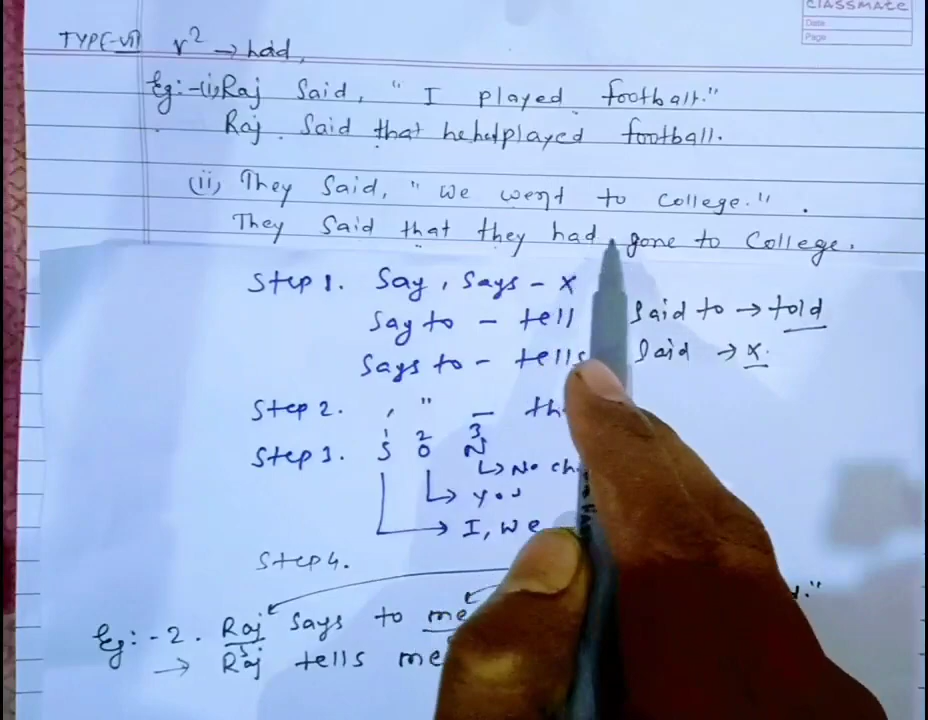 CLASSMATE
Date
Page
TYPE-VII v² → had,
Eg:-(i) Raj Said, " I played football."
Raj Said that he had played football.
(ii) They Said, " We went to College."
They Said that they had gone to College.
Step 1. Say, Says - x
Say to - tell Said to → told
Says to - tells Said → x.
Step 2. , " —
1 2 3
Step 3. S O N
↳ No
↳ you
→ I, we
Step 4.
Eg:-2. Raj Says to me ."
→ Raj tells me